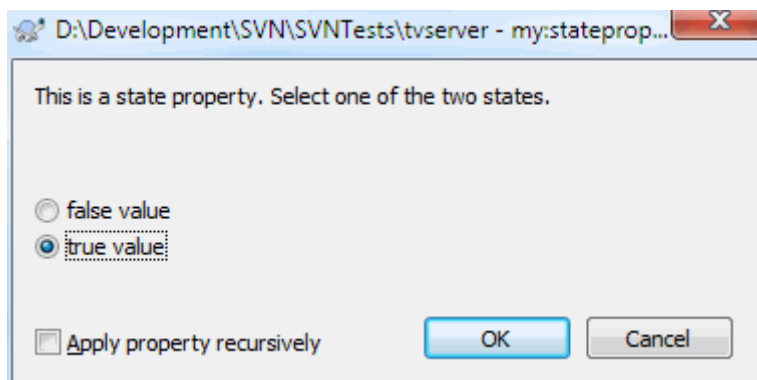 D:\Development\SVN\SVNTests\tvserver - my:stateprop...
This is a state property. Select one of the two states.
false value
true value
Apply property recursively
OK
Cancel